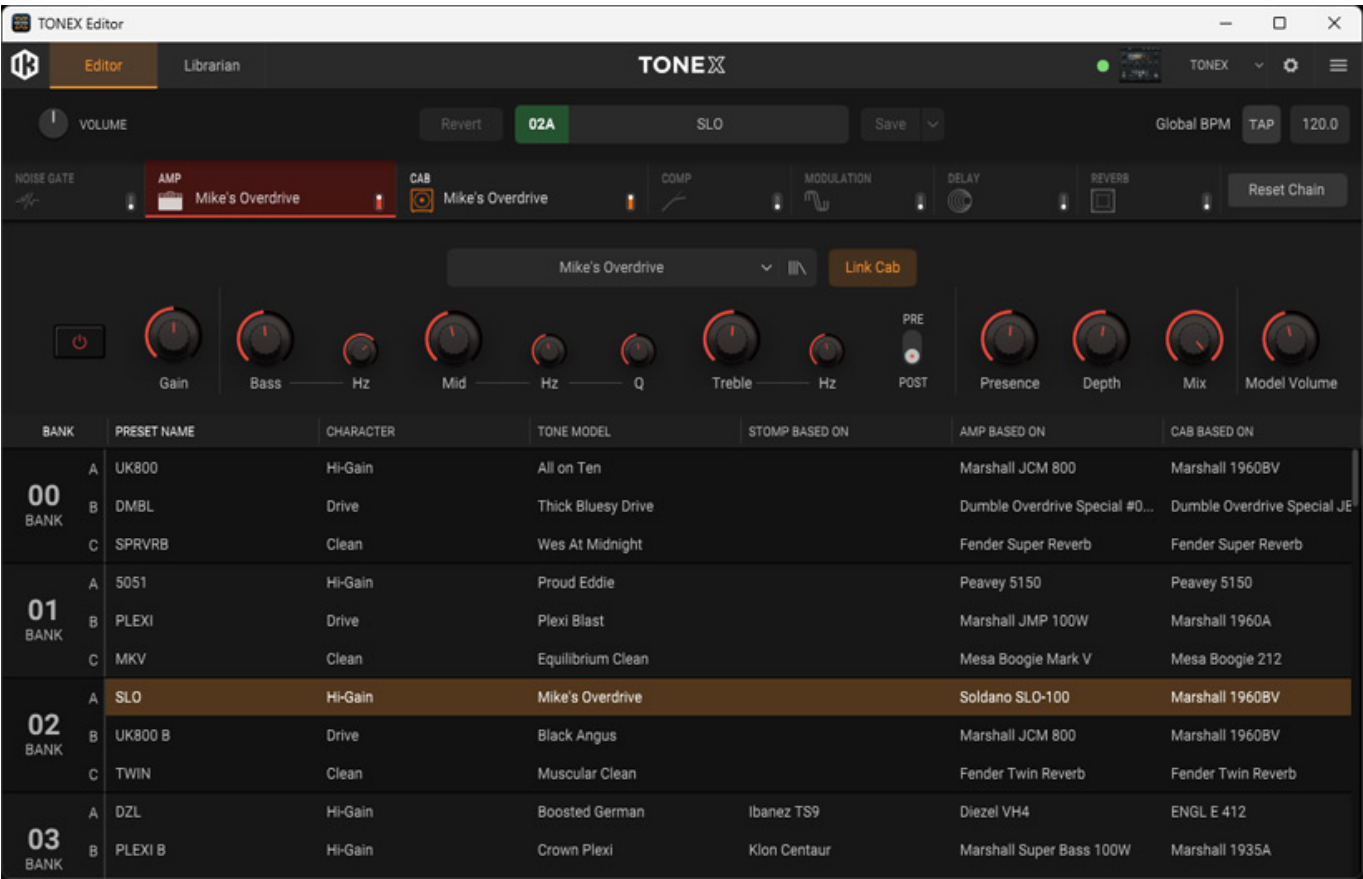 TONEX Editor
Editor Librarian TONEX TONEX
VOLUME Revert 02A SLO Save Global BPM TAP 120.0
NOISE GATE AMP CAB COMP MODULATION DELAY REVERB
Mike's Overdrive Mike's Overdrive Reset Chain
Mike's Overdrive Link Cab
PRE
Gain Bass Hz Mid Hz Q Treble Hz POST Presence Depth Mix Model Volume
BANK PRESET NAME CHARACTER TONE MODEL STOMP BASED ON AMP BASED ON CAB BASED ON
00 BANK
A UK800 Hi-Gain All on Ten Marshall JCM 800 Marshall 1960BV
B DMBL Drive Thick Bluesy Drive Dumble Overdrive Special #0... Dumble Overdrive Special JE
C SPRVRB Clean Wes At Midnight Fender Super Reverb Fender Super Reverb
01 BANK
A 5051 Hi-Gain Proud Eddie Peavey 5150 Peavey 5150
B PLEXI Drive Plexi Blast Marshall JMP 100W Marshall 1960A
C MKV Clean Equilibrium Clean Mesa Boogie Mark V Mesa Boogie 212
02 BANK
A SLO Hi-Gain Mike's Overdrive Soldano SLO-100 Marshall 1960BV
B UK800 B Drive Black Angus Marshall JCM 800 Marshall 1960BV
C TWIN Clean Muscular Clean Fender Twin Reverb Fender Twin Reverb
03 BANK
A DZL Hi-Gain Boosted German Ibanez TS9 Diezel VH4 ENGL E 412
B PLEXI B Hi-Gain Crown Plexi Klon Centaur Marshall Super Bass 100W Marshall 1935A